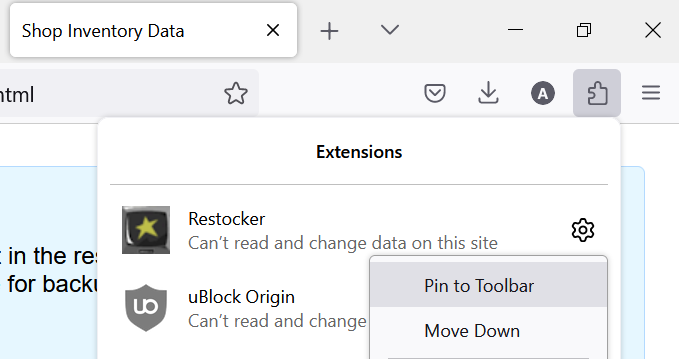 Shop Inventory Data
html
A
Extensions
Restocker
Can't read and change data on this site
in the res
for backu
uBlock Origin
Can't read and change
Pin to Toolbar
Move Down